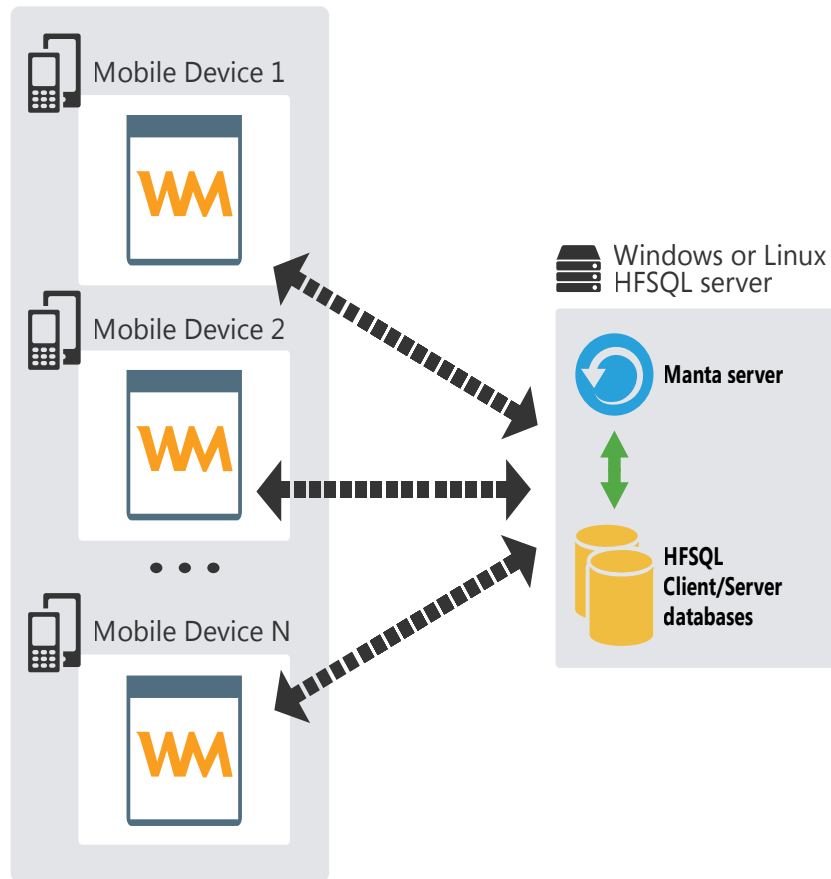 Mobile Device 1
WM
Mobile Device 2
WM
Mobile Device N
WM
Windows or Linux
HFSQL server
Manta server
HFSQL
Client/Server
databases